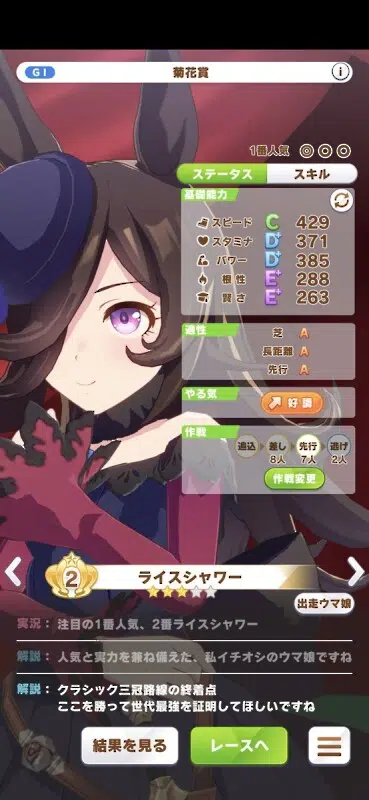 GⅠ 菊花賞 i
1番人気 ◎○○
ステータス スキル
基礎能力
スピード C 429
スタミナ D+ 371
パワー D+ 385
根性 E+ 288
賢さ E+ 263
適性
芝 A
長距離 A
先行 A
やる気
好調
作戦
追込 差し 先行 逃げ
8人 7人 2人
作戦変更
2 ライスシャワー
出走ウマ娘
実況： 注目の1番人気、2番ライスシャワー
解説： 人気と実力を兼ね備えた、私イチオシのウマ娘ですね
解説： クラシック三冠路線の終着点
ここを勝って世代最強を証明してほしいですね
結果を見る レースへ